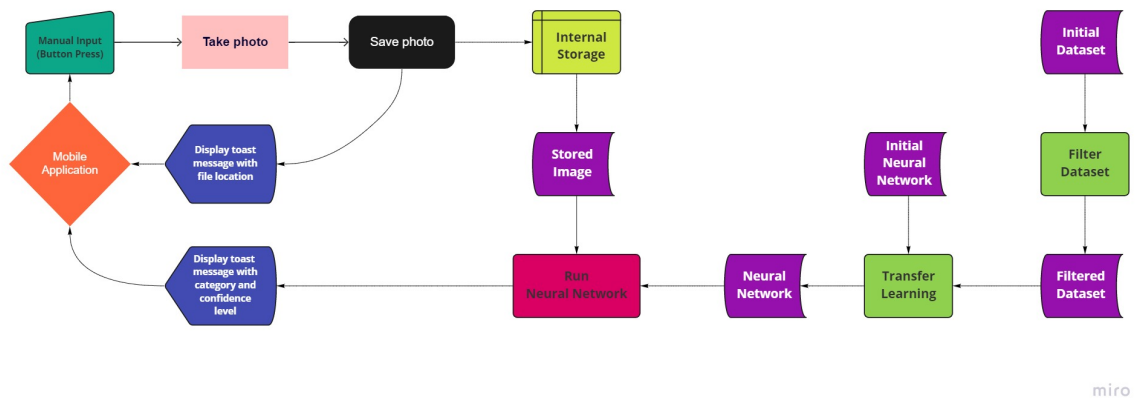 Manual Input
(Button Press)
Take photo
Save photo
Internal
Storage
Initial
Dataset
Mobile
Application
Display toast
message with
file location
Stored
Image
Initial
Neural
Network
Filter
Dataset
Display toast
message with
category and
confidence
level
Run
Neural Network
Neural
Network
Transfer
Learning
Filtered
Dataset
miro